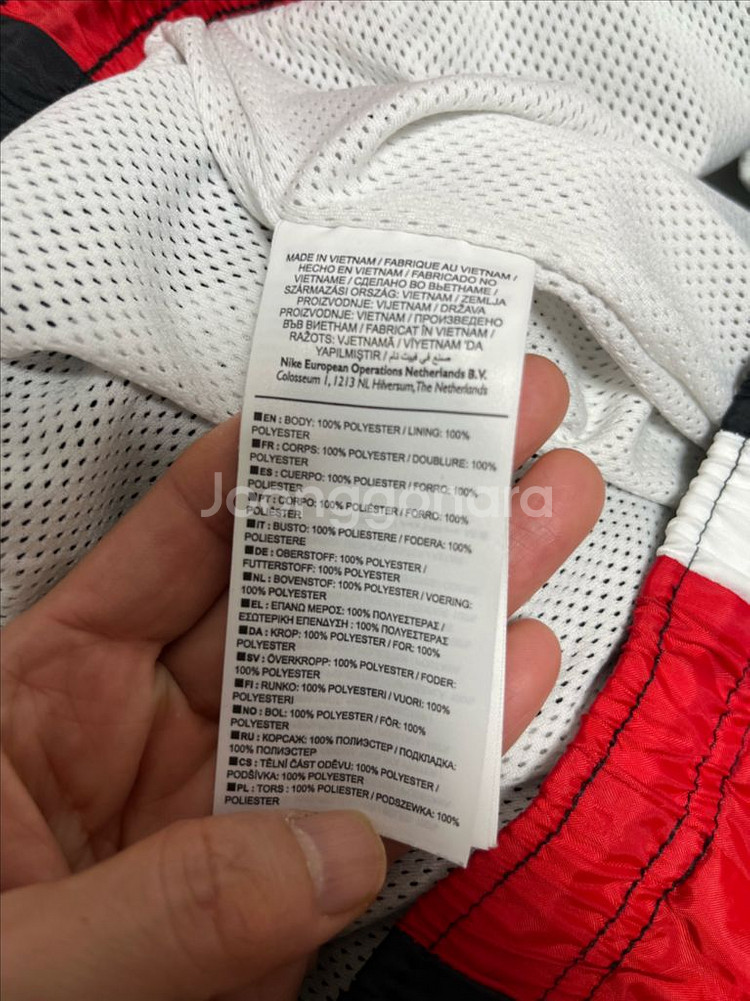 MADE IN VIETNAM / FABRIQUE AU VIETNAM /
HECHO EN VIETNAM / FABRICADO NO
VIETNAME / СДЕЛАНО ВО ВЬЕТНАМЕ /
SZÁRMAZÁSI ORSZÁG: VIETNAM / ZEMLJA
PROIZVODNJE: VIJETNAM / DRŽAVA
PROIZVODNJE: VIETNAM / ПРОИЗВЕДЕНО
ВЪВ ВИЕТНАМ / FABRICAT ÎN VIETNAM /
RAŽOTS: VJETNAMĀ / VİYETNAM 'DA
YAPILMIŞTIR / صنع في فيت نام
Nike European Operations Netherlands B.V.
Colosseum 1, 1213 NL Hilversum, The Netherlands
EN : BODY: 100% POLYESTER / LINING: 100%
POLYESTER
FR : CORPS: 100% POLYESTER / DOUBLURE: 100%
POLYESTER
ES : CUERPO: 100% POLIÉSTER / FORRO: 100%
POLIÉSTER
PT : CORPO: 100% POLIÉSTER / FORRO: 100%
POLIÉSTER
Joonggonara
IT : BUSTO: 100% POLIESTERE / FODERA: 100%
POLIESTERE
DE : OBERSTOFF: 100% POLYESTER /
FUTTERSTOFF: 100% POLYESTER
NL : BOVENSTOF: 100% POLYESTER / VOERING:
100% POLYESTER
EL : ΕΠΑΝΩ ΜΕΡΟΣ: 100% ΠΟΛΥΕΣΤΕΡΑΣ /
ΕΣΩΤΕΡΙΚΗ ΕΠΕΝΔΥΣΗ : 100% ΠΟΛΥΕΣΤΕΡΑΣ
DA : KROP: 100% POLYESTER / FOR: 100%
POLYESTER
SV : ÖVERKROPP: 100% POLYESTER / FODER:
100% POLYESTER
FI : RUNKO: 100% POLYESTERI / VUORI: 100%
POLYESTERI
NO : BOL: 100% POLYESTER / FÔR: 100%
POLYESTER
RU : КОРСАЖ: 100% ПОЛИЭСТЕР / ПОДКЛАДКА:
100% ПОЛИЭСТЕР
CS : TĚLNÍ ČÁST ODĚVU: 100% POLYESTER /
PODŠÍVKA: 100% POLYESTER
PL : TORS : 100% POLIESTER / PODSZEWKA: 100%
POLIESTER